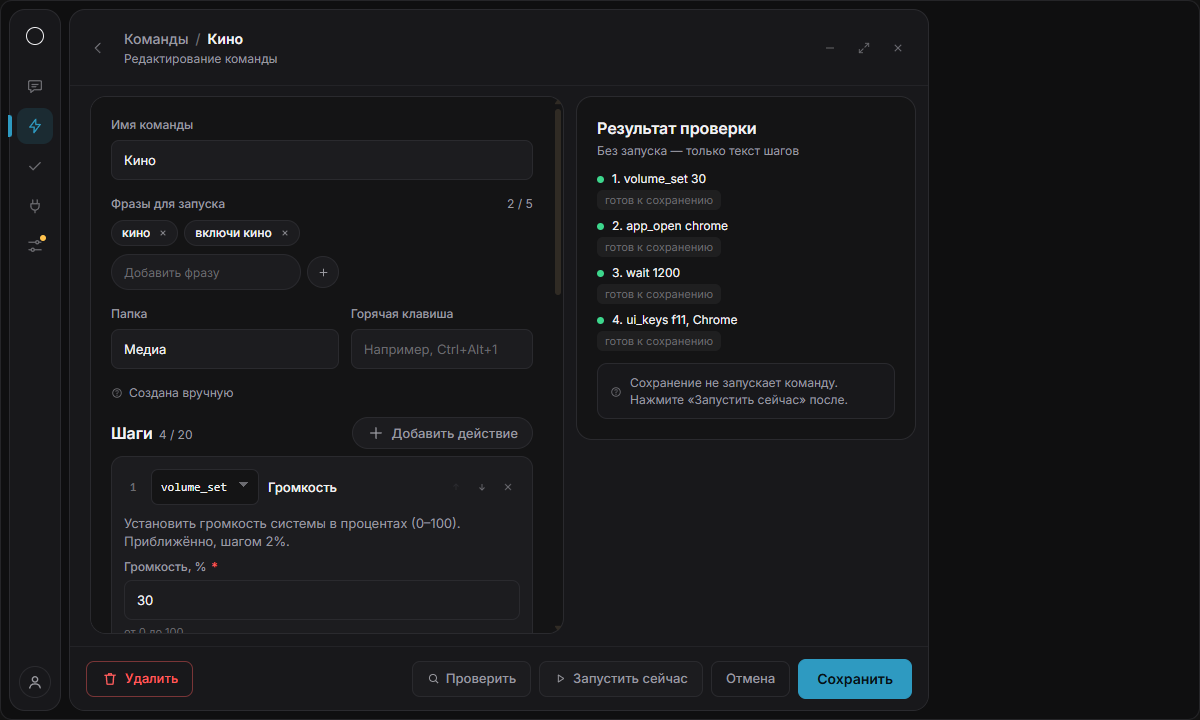 Команды / Кино
Редактирование команды
Имя команды
Кино
Фразы для запуска 2 / 5
кино × включи кино ×
Добавить фразу +
Папка Горячая клавиша
Медиа Например, Ctrl+Alt+1
Создана вручную
Шаги 4 / 20 + Добавить действие
1 volume_set Громкость
Установить громкость системы в процентах (0–100).
Приближённо, шагом 2%.
Громкость, % *
30
от 0 до 100
Результат проверки
Без запуска — только текст шагов
1. volume_set 30
готов к сохранению
2. app_open chrome
готов к сохранению
3. wait 1200
готов к сохранению
4. ui_keys f11, Chrome
готов к сохранению
Сохранение не запускает команду.
Нажмите «Запустить сейчас» после.
Удалить Проверить Запустить сейчас Отмена Сохранить